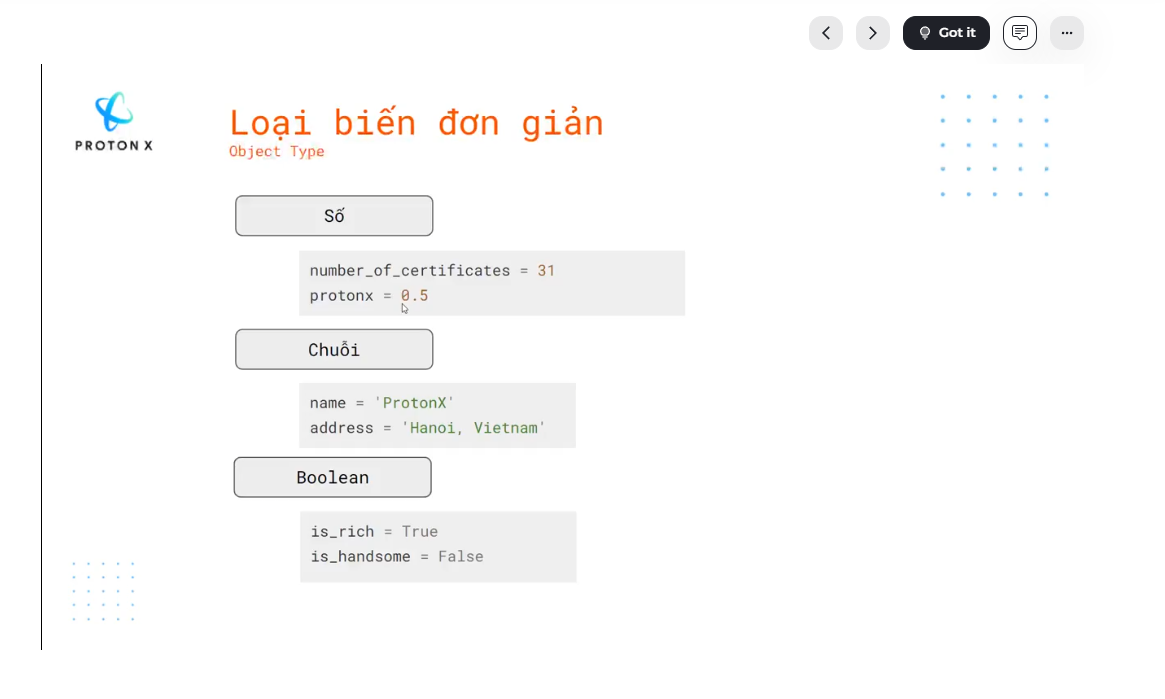 Got it
PROTON X
Loại biến đơn giản
Object Type
Số
number_of_certificates = 31
protonx = 0.5
Chuỗi
name = 'ProtonX'
address = 'Hanoi, Vietnam'
Boolean
is_rich = True
is_handsome = False